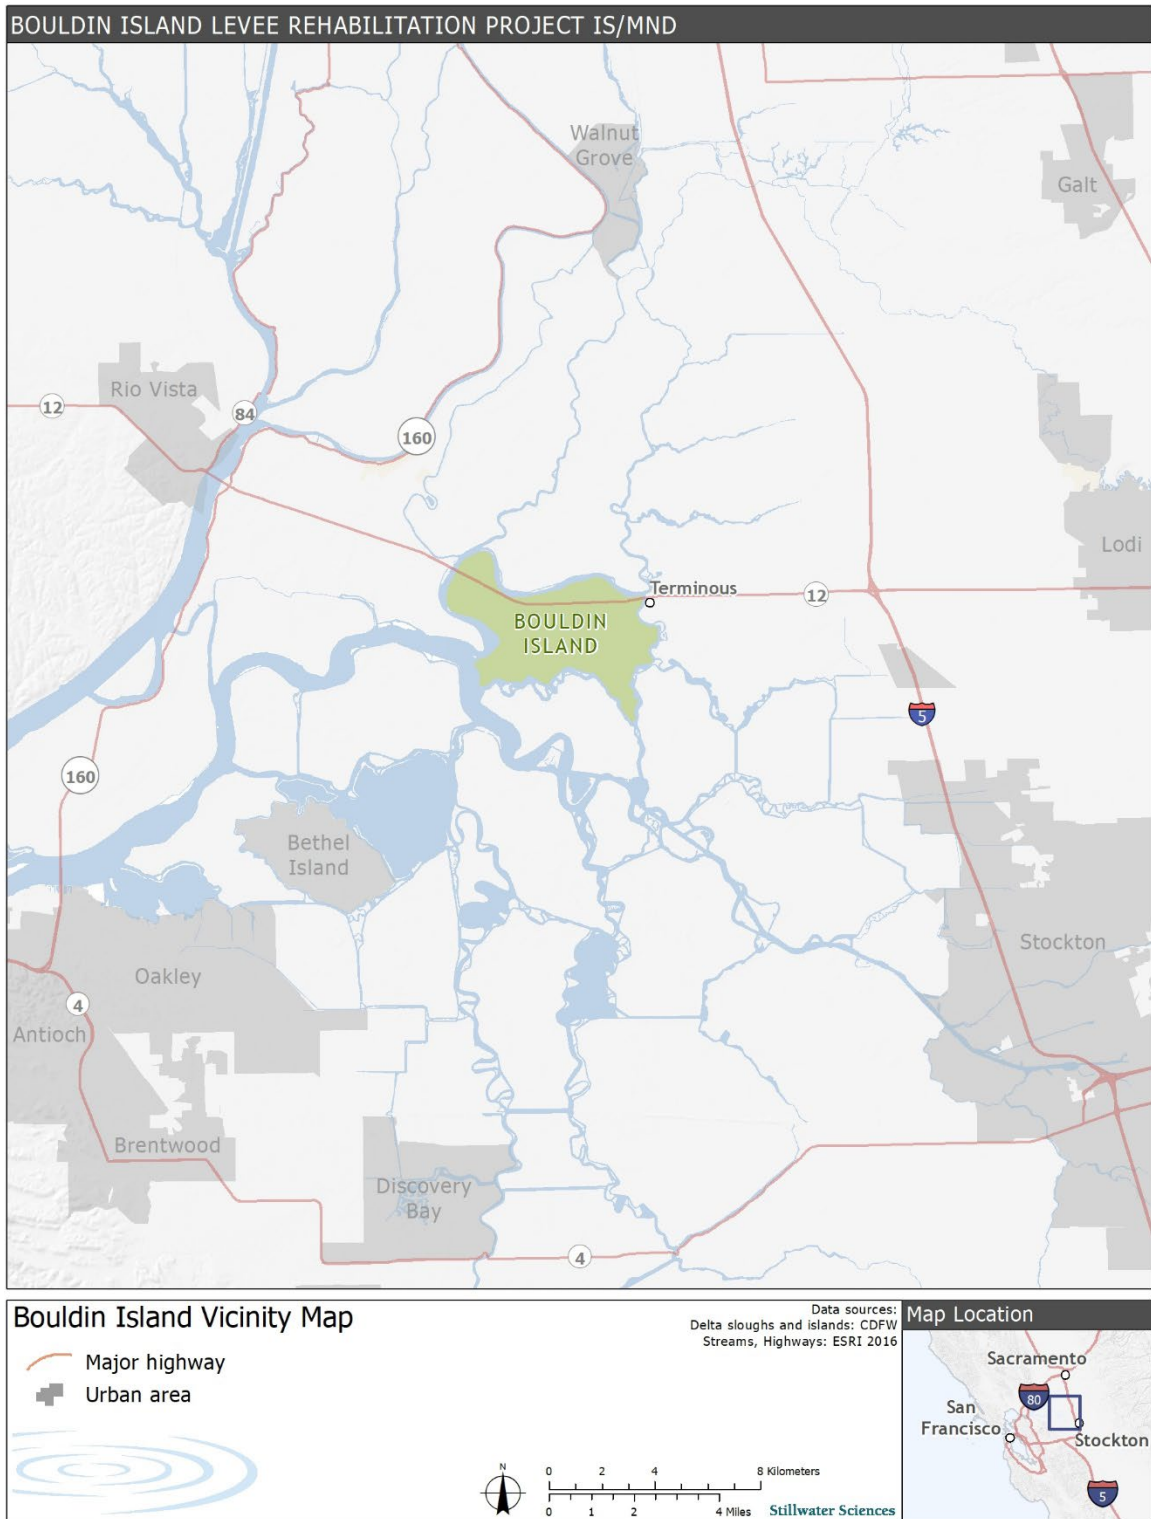 BOULDIN ISLAND LEVEE REHABILITATION PROJECT IS/MND
Walnut
Grove
Galt
Rio Vista
12
84
160
Lodi
Terminous
12
BOULDIN
ISLAND
5
160
Bethel
Island
Stockton
Oakley
4
Antioch
Brentwood
Discovery
Bay
4
Bouldin Island Vicinity Map
Major highway
Urban area
Data sources:
Delta sloughs and islands: CDFW
Streams, Highways: ESRI 2016
N
0 2 4 8 Kilometers
0 1 2 4 Miles
Stillwater Sciences
Map Location
Sacramento
80
San
Francisco
Stockton
5